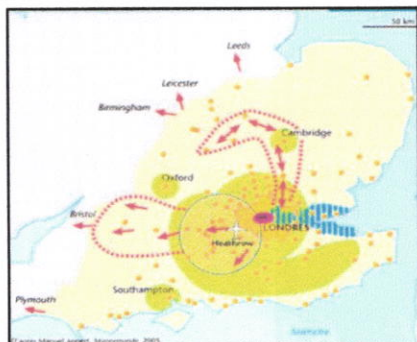 50 km
Leeds
Leicester
Birmingham
Cambridge
Oxford
Bristol
LONDRES
Heathrow
Southampton
Plymouth